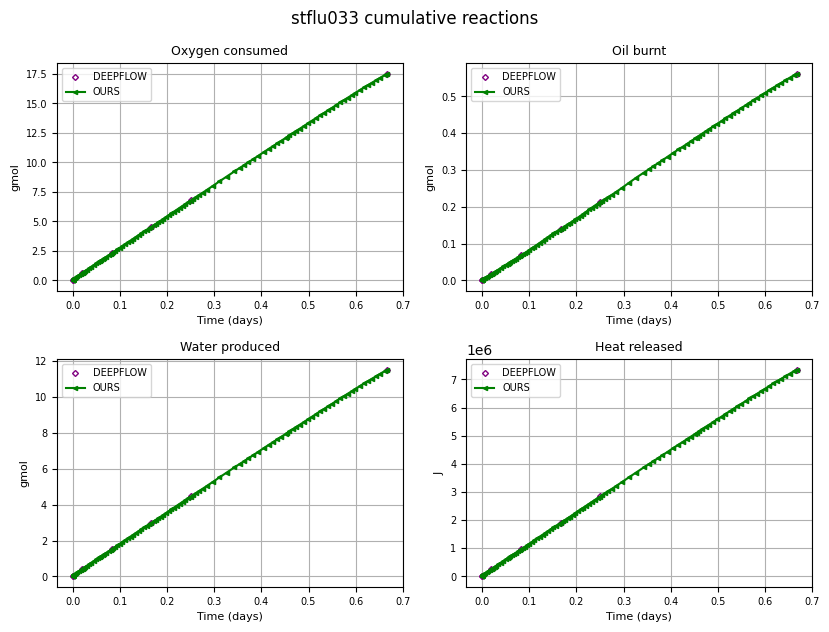 stflu033 cumulative reactions
Oxygen consumed
DEEPFLOW
OURS
gmol
17.5
15.0
12.5
10.0
7.5
5.0
2.5
0.0
0.0 0.1 0.2 0.3 0.4 0.5 0.6 0.7
Time (days)
Oil burnt
DEEPFLOW
OURS
gmol
0.5
0.4
0.3
0.2
0.1
0.0
0.0 0.1 0.2 0.3 0.4 0.5 0.6 0.7
Time (days)
Water produced
DEEPFLOW
OURS
gmol
12
10
8
6
4
2
0
0.0 0.1 0.2 0.3 0.4 0.5 0.6 0.7
Time (days)
Heat released
1e6
DEEPFLOW
OURS
J
7
6
5
4
3
2
1
0
0.0 0.1 0.2 0.3 0.4 0.5 0.6 0.7
Time (days)